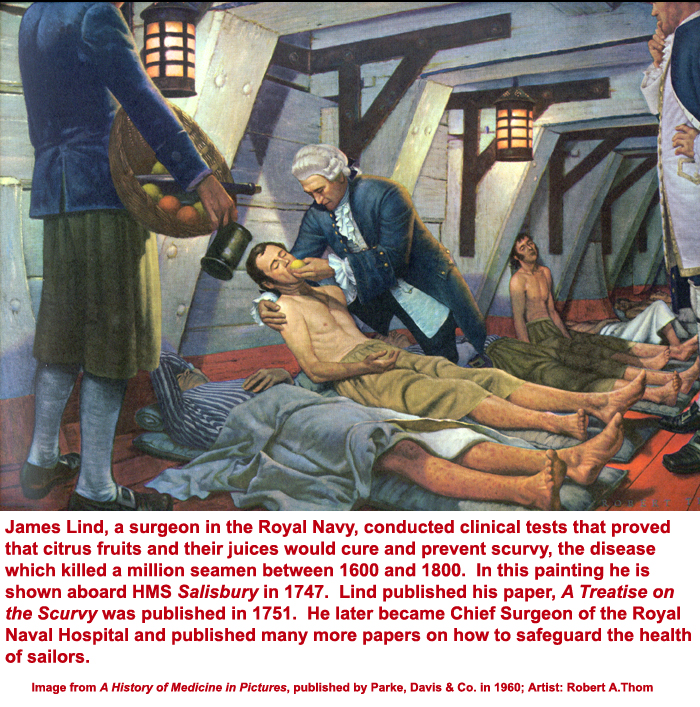 James Lind, a surgeon in the Royal Navy, conducted clinical tests that proved
that citrus fruits and their juices would cure and prevent scurvy, the disease
which killed a million seamen between 1600 and 1800.  In this painting he is
shown aboard HMS Salisbury in 1747.  Lind published his paper, A Treatise on
the Scurvy was published in 1751.  He later became Chief Surgeon of the Royal
Naval Hospital and published many more papers on how to safeguard the health
of sailors.
Image from A History of Medicine in Pictures, published by Parke, Davis & Co. in 1960; Artist: Robert A.Thom